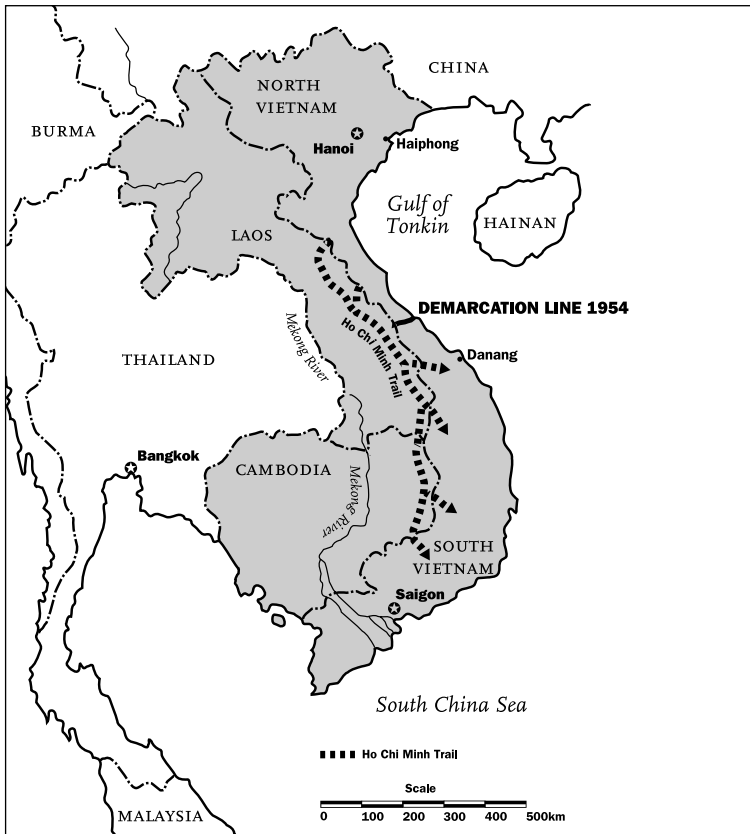 CHINA
NORTH
VIETNAM
BURMA
Hanoi
Haiphong
Gulf of
Tonkin
HAINAN
LAOS
DEMARCATION LINE 1954
Mekong River
Ho Chi Minh Trail
THAILAND
Danang
Bangkok
CAMBODIA
Mekong River
SOUTH
VIETNAM
Saigon
South China Sea
Ho Chi Minh Trail
Scale
0 100 200 300 400 500km
MALAYSIA